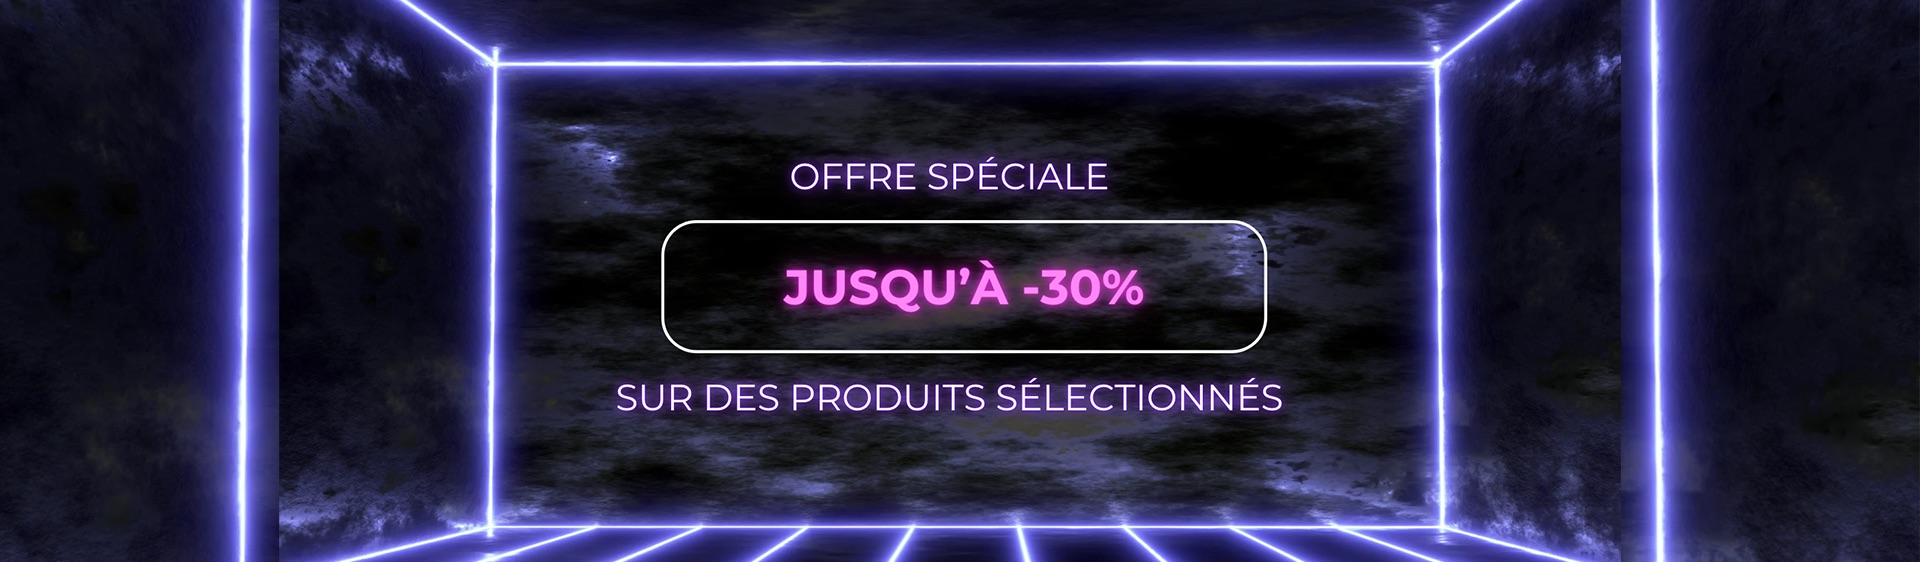 OFFRE SPÉCIALE
JUSQU’À -30%
SUR DES PRODUITS SÉLECTIONNÉS